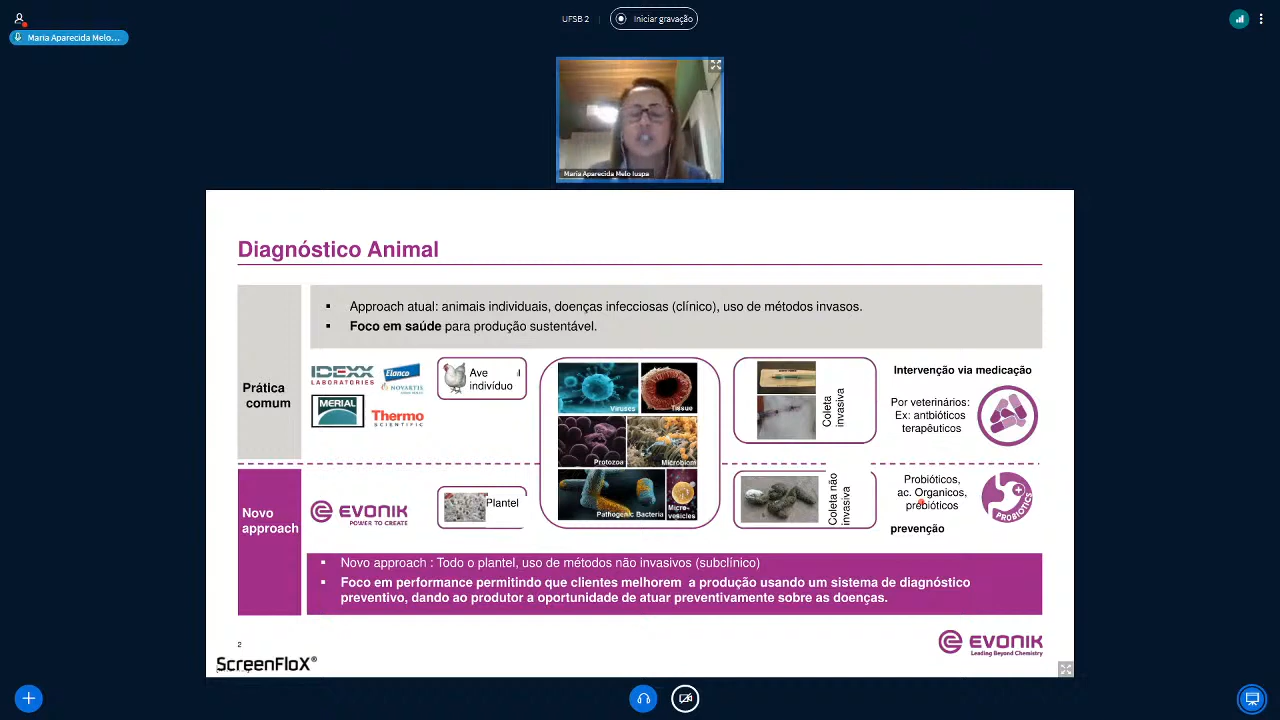 UFSB 2
Iniciar gravação
Maria Aparecida Melo...
Maria Aparecida Melo Iuspa
Diagnóstico Animal
Approach atual: animais individuais, doenças infecciosas (clínico), uso de métodos invasos.
Foco em saúde para produção sustentável.
Prática
comum
IDEXX
LABORATORIES
Elanco
NOVARTIS
MERIAL
Thermo
SCIENTIFIC
Ave
indivíduo
Viruses
Tissue
Protozoa
Microbiom
Pathogenic Bacteria
Micro-
vesicles
Coleta
invasiva
Intervenção via medicação
Por veterinários:
Ex: antbióticos
terapêuticos
Novo
approach
EVONIK
POWER TO CREATE
Plantel
Coleta não
invasiva
Probióticos,
ac. Organicos,
prebióticos
prevenção
PROBIOTICS
Novo approach : Todo o plantel, uso de métodos não invasivos (subclínico)
Foco em performance permitindo que clientes melhorem a produção usando um sistema de diagnóstico
preventivo, dando ao produtor a oportunidade de atuar preventivamente sobre as doenças.
2
ScreenFloX®
EVONIK
Leading Beyond Chemistry